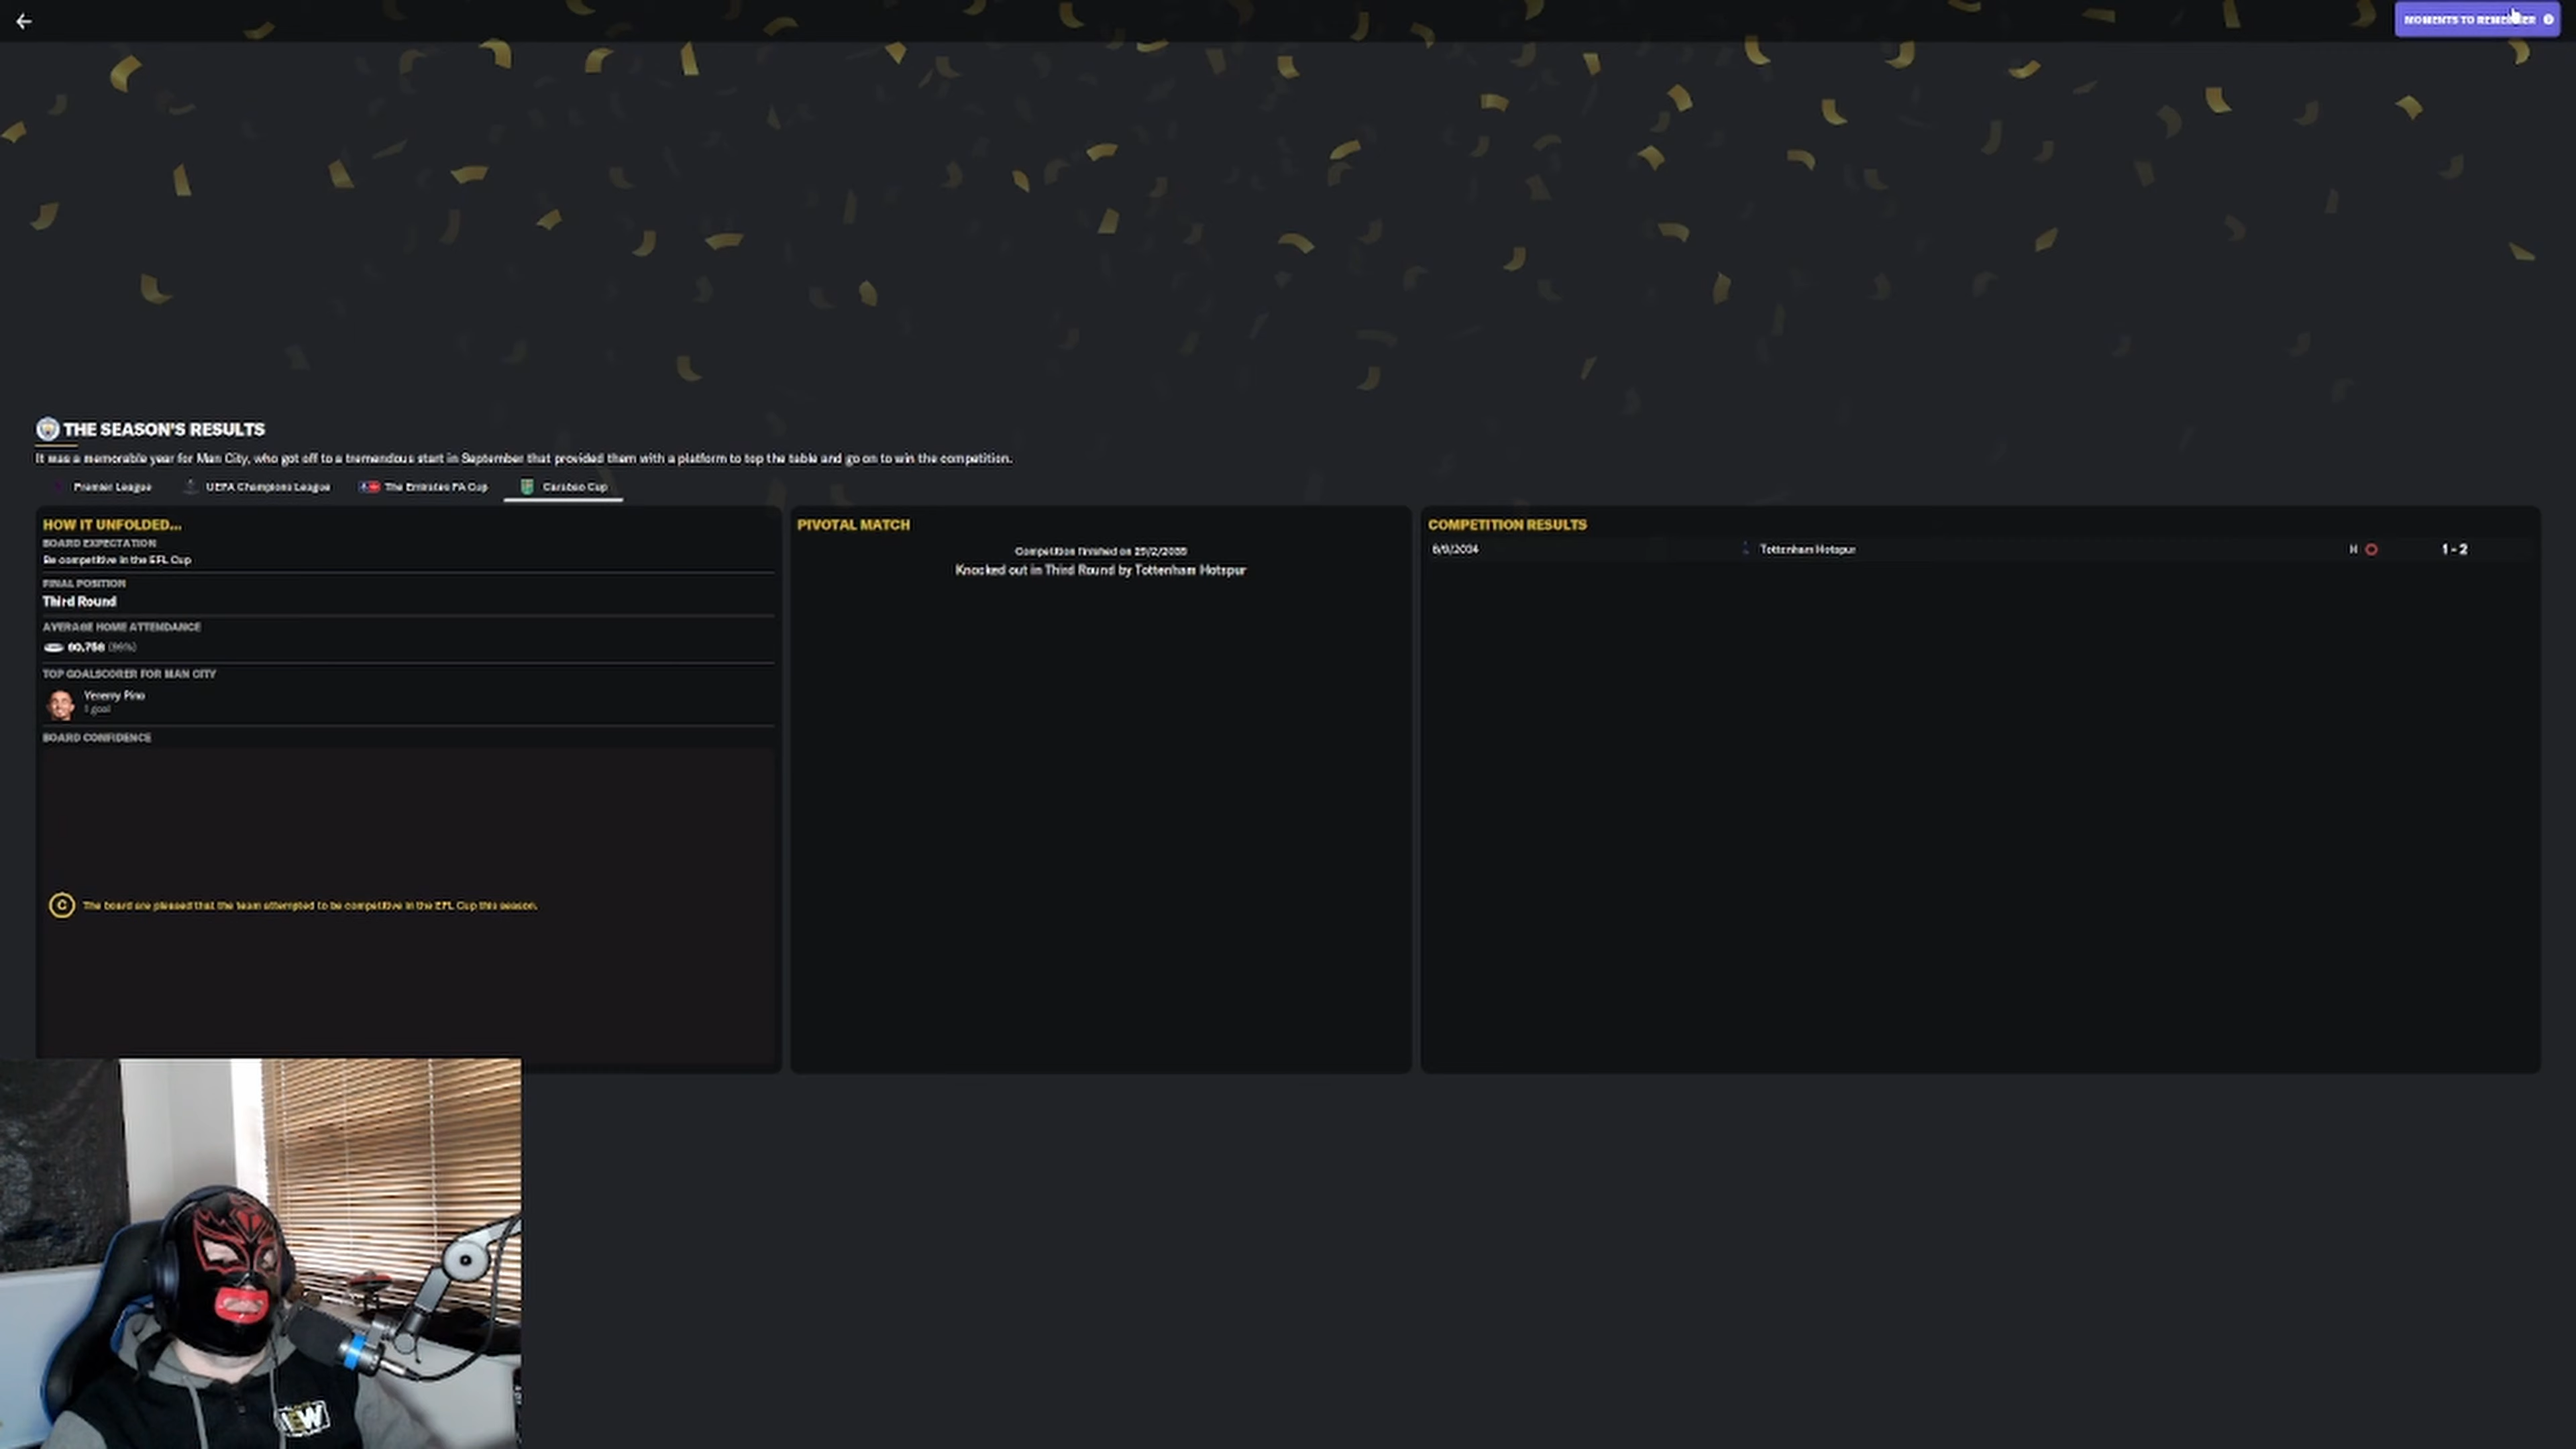 MOMENTS TO REMEMBER
THE SEASON'S RESULTS
It was a memorable year for Man City, who got off to a tremendous start in September that provided them with a platform to top the table and go on to win the competition.
Premier League
UEFA Champions League
The Emirates FA Cup
Carabao Cup
HOW IT UNFOLDED...
BOARD EXPECTATION
Be competitive in the EFL Cup
FINAL POSITION
Third Round
AVERAGE HOME ATTENDANCE
TOP GOALSCORER FOR MAN CITY
Yeremy Pino
1 goal
BOARD CONFIDENCE
C The board are pleased that the team attempted to be competitive in the EFL Cup this season.
PIVOTAL MATCH
Competition finished on
Knocked out in Third Round by Tottenham Hotspur
COMPETITION RESULTS
Tottenham Hotspur H 1 - 2
EW